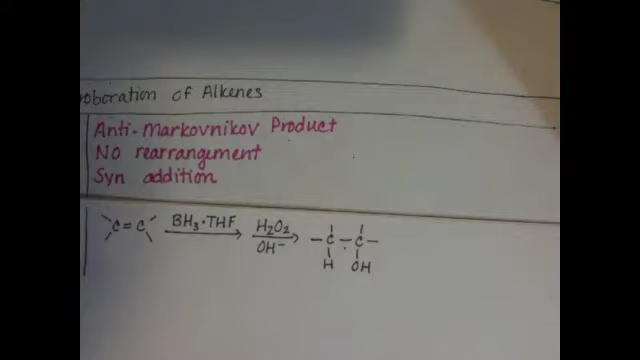 oboration of Alkenes
Anti-Markovnikov Product
No rearrangement
Syn addition
C=C BH₃·THF H₂O₂ -C-C-
OH⁻ H OH